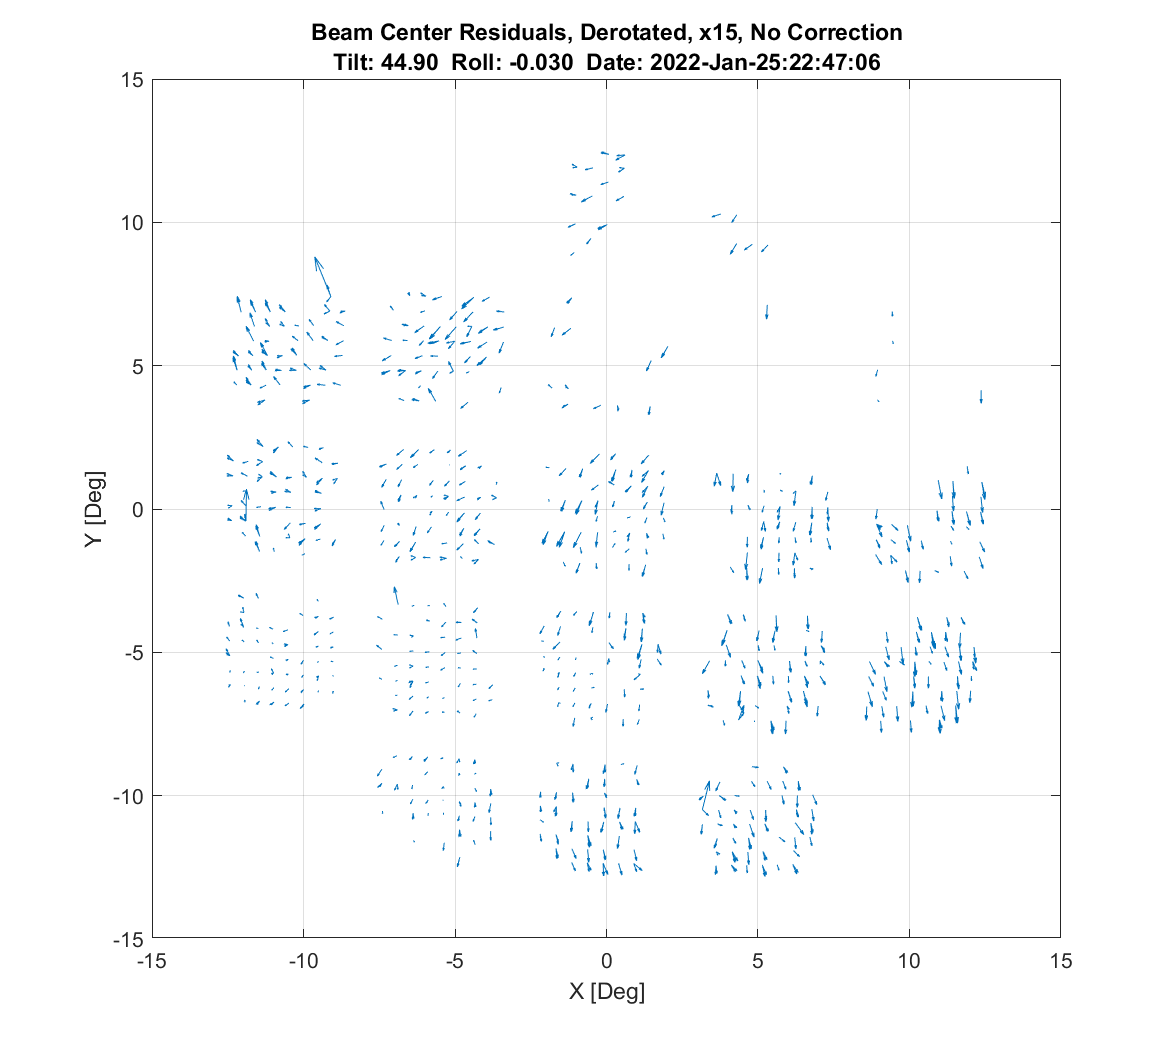 Beam Center Residuals, Derotated, x15, No Correction
Tilt: 44.90 Roll: -0.030 Date: 2022-Jan-25:22:47:06
15
10
5
0
-5
-10
-15
Y [Deg]
-15 -10 -5 0 5 10 15
X [Deg]